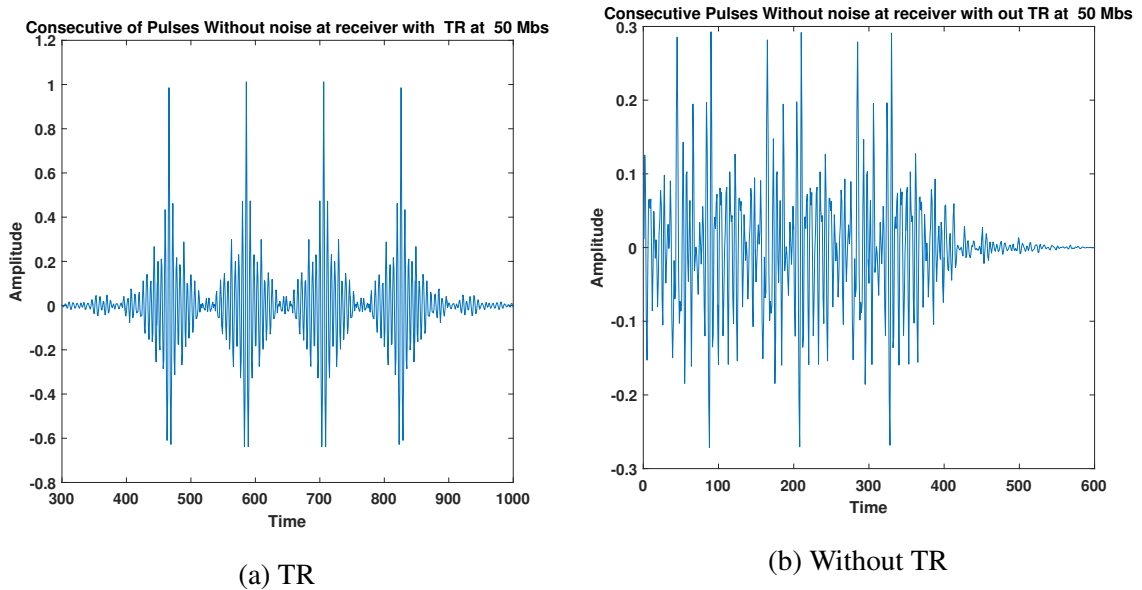 Consecutive of Pulses Without noise at receiver with TR at 50 Mbs
1.2
1
0.8
0.6
0.4
0.2
0
-0.2
-0.4
-0.6
-0.8
Amplitude
300 400 500 600 700 800 900 1000
Time
(a) TR
Consecutive Pulses Without noise at receiver with out TR at 50 Mbs
0.3
0.2
0.1
0
-0.1
-0.2
-0.3
Amplitude
0 100 200 300 400 500 600
Time
(b) Without TR